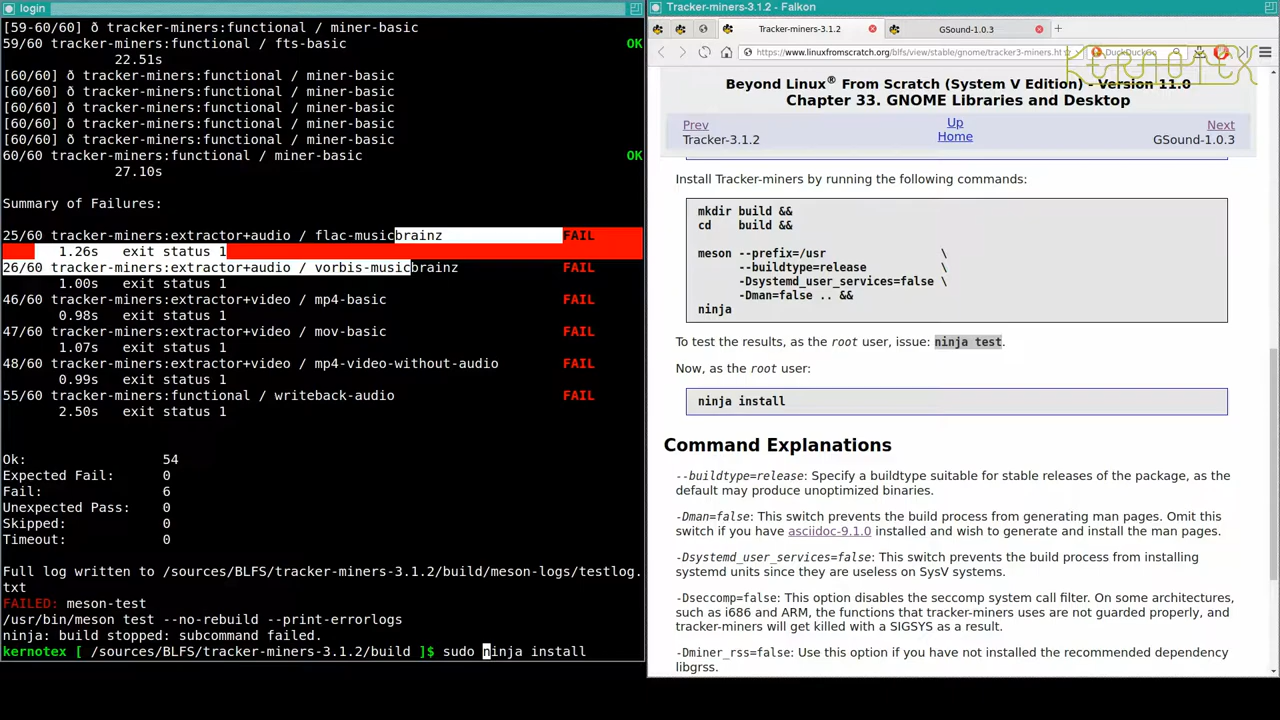 login
[59-60/60] ð tracker-miners:functional / miner-basic
59/60 tracker-miners:functional / fts-basic OK
22.51s
[60/60] ð tracker-miners:functional / miner-basic
[60/60] ð tracker-miners:functional / miner-basic
[60/60] ð tracker-miners:functional / miner-basic
[60/60] ð tracker-miners:functional / miner-basic
[60/60] ð tracker-miners:functional / miner-basic
60/60 tracker-miners:functional / miner-basic OK
27.10s
Summary of Failures:
25/60 tracker-miners:extractor+audio / flac-musicbrainz FAIL
1.26s exit status 1
26/60 tracker-miners:extractor+audio / vorbis-musicbrainz FAIL
1.00s exit status 1
46/60 tracker-miners:extractor+video / mp4-basic FAIL
0.98s exit status 1
47/60 tracker-miners:extractor+video / mov-basic FAIL
1.07s exit status 1
48/60 tracker-miners:extractor+video / mp4-video-without-audio FAIL
0.99s exit status 1
55/60 tracker-miners:functional / writeback-audio FAIL
2.50s exit status 1
Ok: 54
Expected Fail: 0
Fail: 6
Unexpected Pass: 0
Skipped: 0
Timeout: 0
Full log written to /sources/BLFS/tracker-miners-3.1.2/build/meson-logs/testlog.
txt
FAILED: meson-test
/usr/bin/meson test --no-rebuild --print-errorlogs
ninja: build stopped: subcommand failed.
kernotex [ /sources/BLFS/tracker-miners-3.1.2/build ]$ sudo ninja install
Tracker-miners-3.1.2 - Falkon
Tracker-miners-3.1.2 GSound-1.0.3
https://www.linuxfromscratch.org/blfs/view/stable/gnome/tracker3-miners.ht DuckDuckGo
KERNOTEX
Beyond Linux® From Scratch (System V Edition) - Version 11.0
Chapter 33. GNOME Libraries and Desktop
Prev Up Next
Tracker-3.1.2 Home GSound-1.0.3
Install Tracker-miners by running the following commands:
mkdir build &&
cd build &&
meson --prefix=/usr \
--buildtype=release \
-Dsystemd_user_services=false \
-Dman=false .. &&
ninja
To test the results, as the root user, issue: ninja test.
Now, as the root user:
ninja install
Command Explanations
--buildtype=release: Specify a buildtype suitable for stable releases of the package, as the
default may produce unoptimized binaries.
-Dman=false: This switch prevents the build process from generating man pages. Omit this
switch if you have asciidoc-9.1.0 installed and wish to generate and install the man pages.
-Dsystemd_user_services=false: This switch prevents the build process from installing
systemd units since they are useless on SysV systems.
-Dseccomp=false: This option disables the seccomp system call filter. On some architectures,
such as i686 and ARM, the functions that tracker-miners uses are not guarded properly, and
tracker-miners will get killed with a SIGSYS as a result.
-Dminer_rss=false: Use this option if you have not installed the recommended dependency
libgrss.